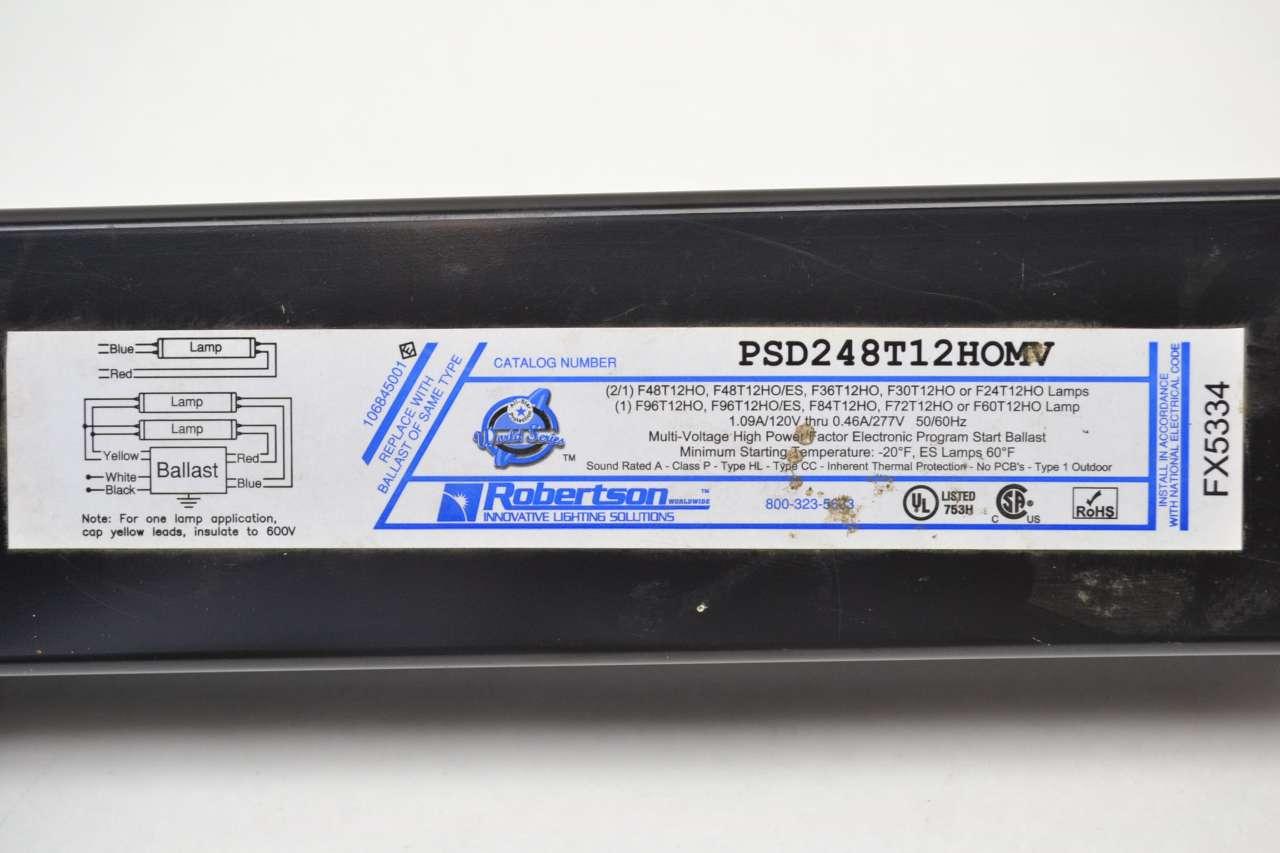 Blue
Lamp
Red
Lamp
Lamp
Yellow
Red
Ballast
White
Blue
Black
Note: For one lamp application,
cap yellow leads, insulate to 600V
106845001
REPLACE WITH
BALLAST OF SAME TYPE
CATALOG NUMBER
PSD248T12HOMV
(2/1) F48T12HO, F48T12HO/ES, F36T12HO, F30T12HO or F24T12HO Lamps
(1) F96T12HO, F96T12HO/ES, F84T12HO, F72T12HO or F60T12HO Lamp
1.09A/120V thru 0.46A/277V 50/60Hz
Multi-Voltage High Power Factor Electronic Program Start Ballast
Minimum Starting Temperature: -20°F, ES Lamps 60°F
Sound Rated A - Class P - Type HL - Type CC - Inherent Thermal Protection - No PCB's - Type 1 Outdoor
World Series
TM
Robertson TM
WORLDWIDE
INNOVATIVE LIGHTING SOLUTIONS
800-323-
UL LISTED
753H
C SA US
RoHS
INSTALL IN ACCORDANCE
WITH NATIONAL ELECTRICAL CODE
FX5334